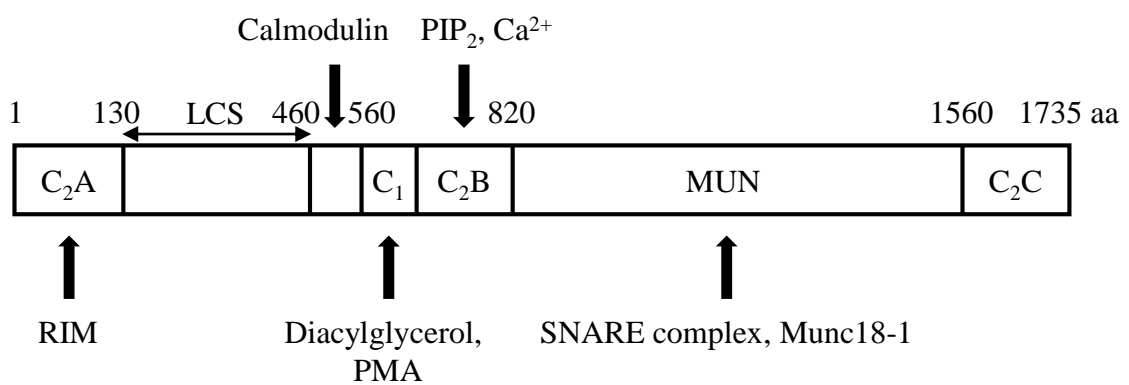 Calmodulin PIP₂, Ca²⁺
1 130 LCS 460 560 820 1560 1735 aa
C₂A C₁ C₂B MUN C₂C
RIM Diacylglycerol, SNARE complex, Munc18-1
PMA